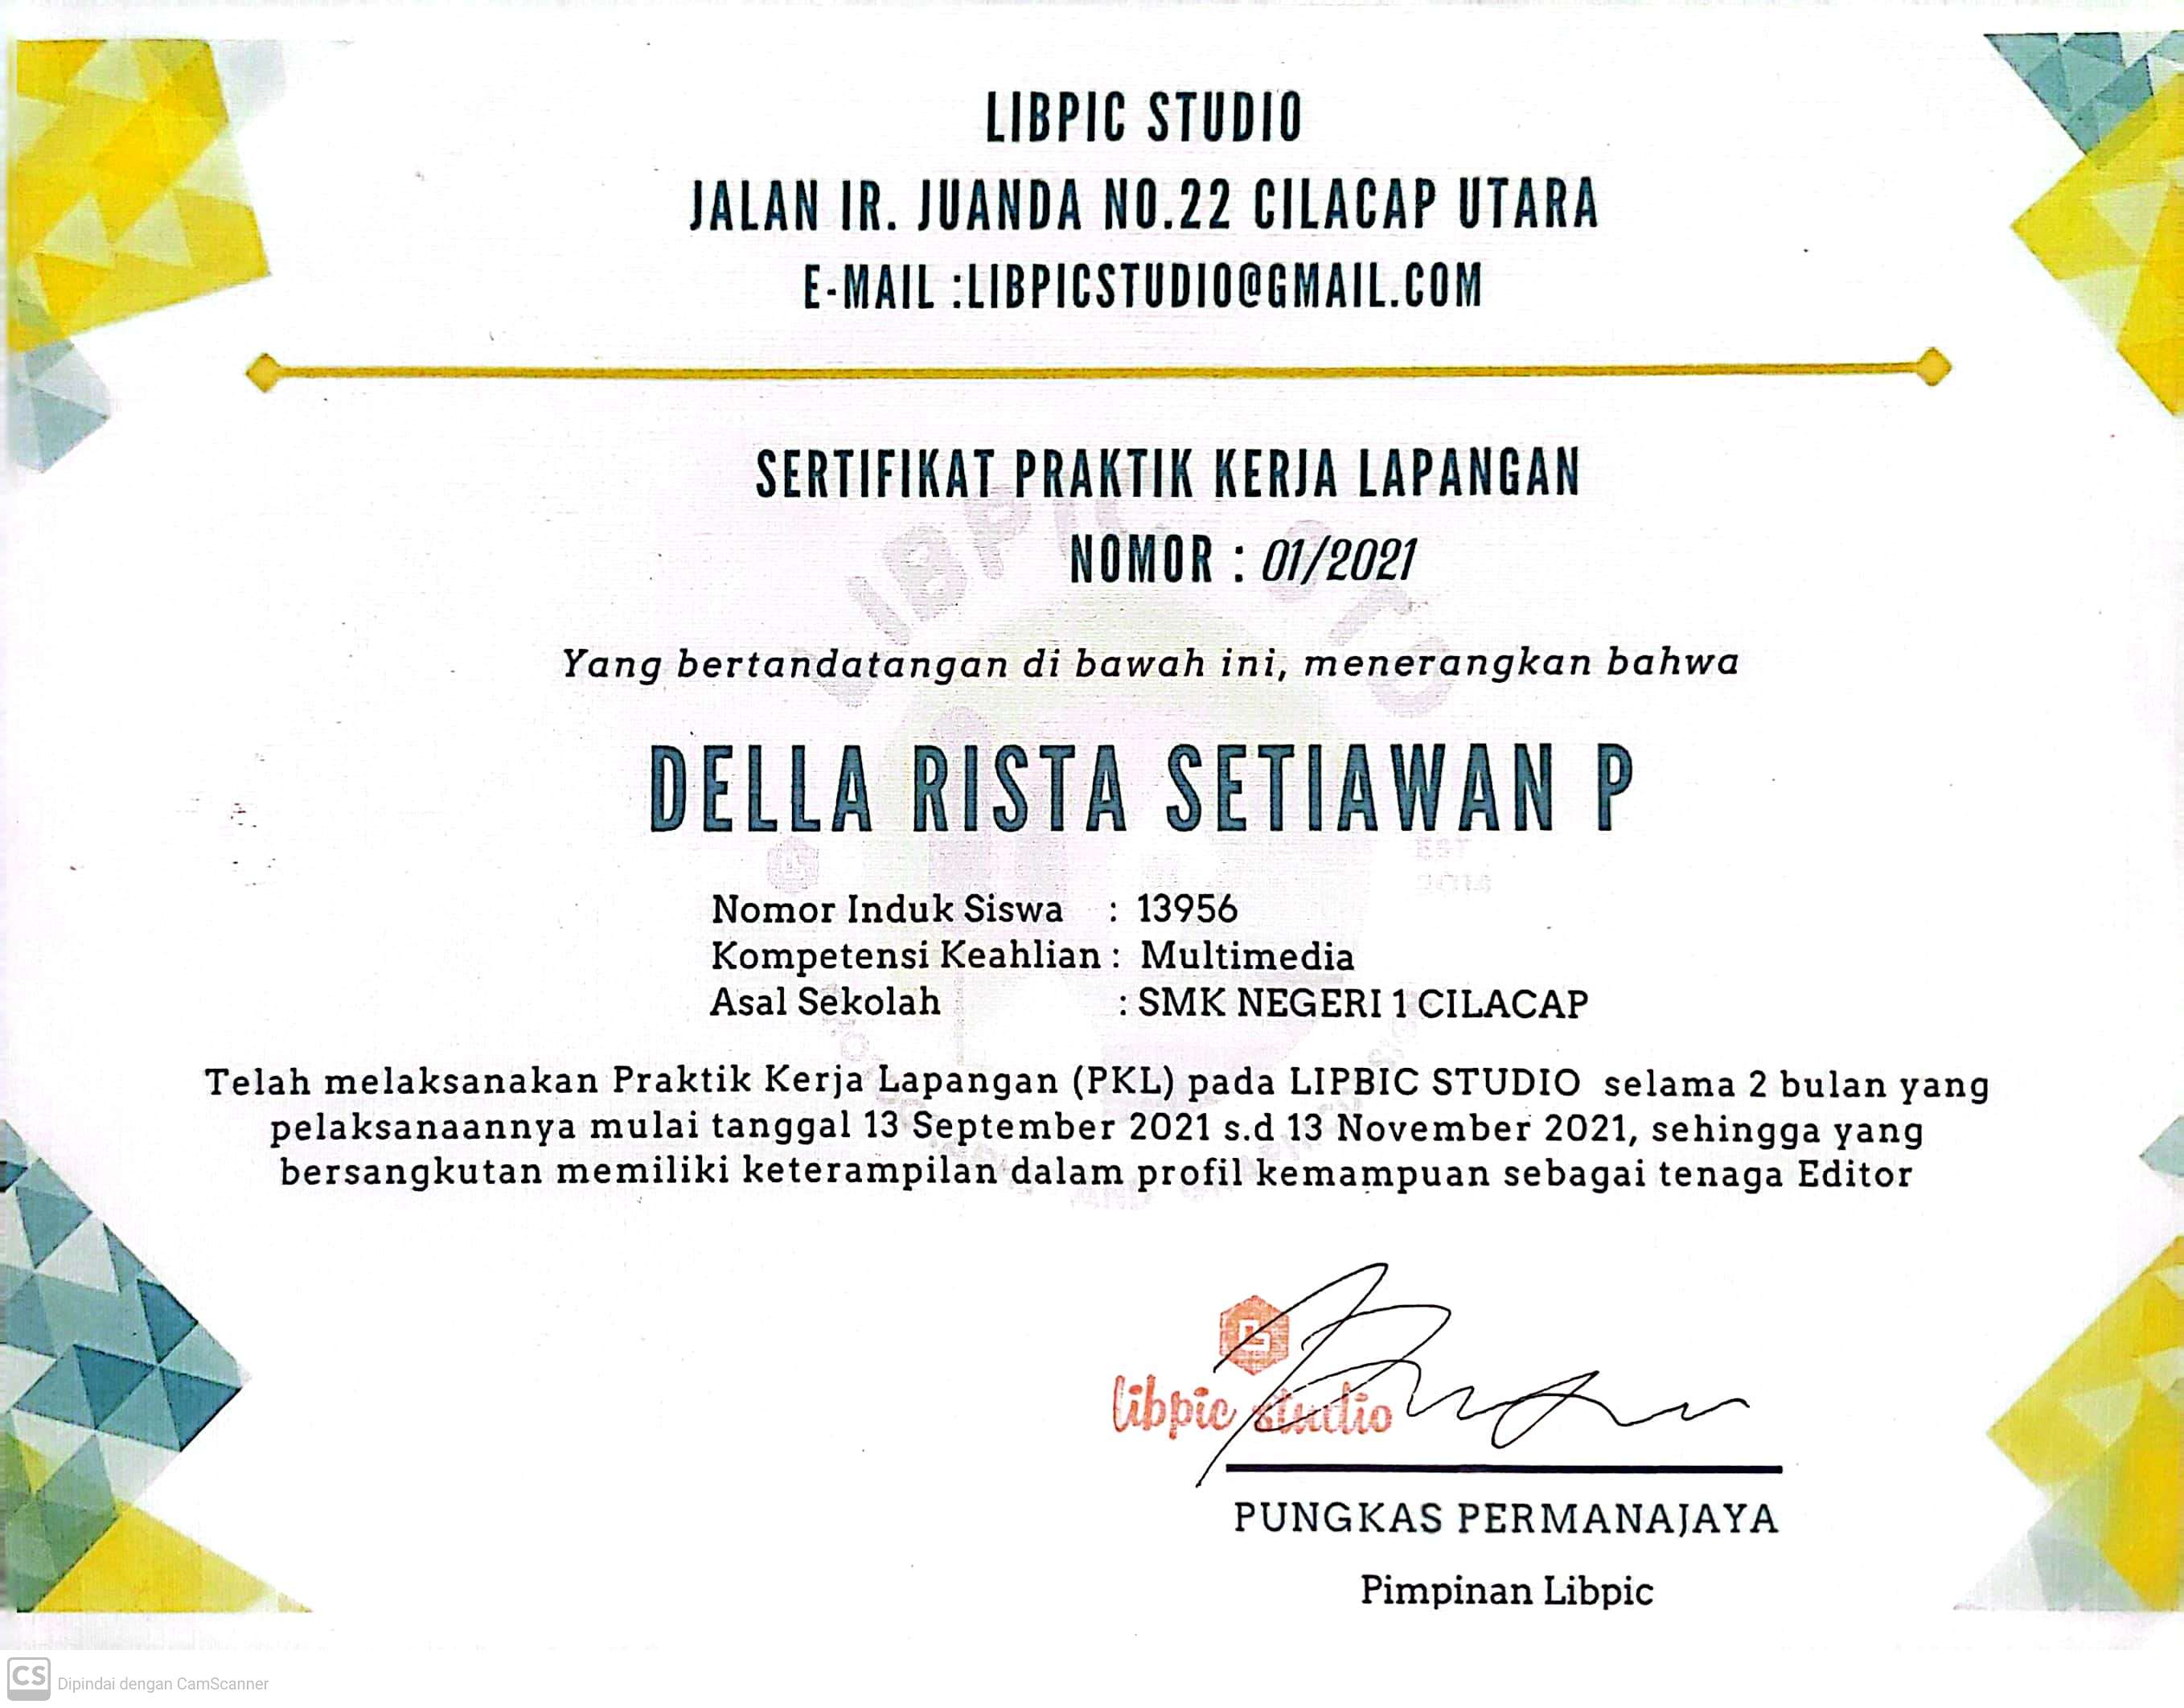 LIBPIC STUDIO
JALAN IR. JUANDA NO.22 CILACAP UTARA
E-MAIL :LIBPICSTUDIO@GMAIL.COM
SERTIFIKAT PRAKTIK KERJA LAPANGAN
NOMOR : 01/2021
Yang bertandatangan di bawah ini, menerangkan bahwa
DELLA RISTA SETIAWAN P
Nomor Induk Siswa : 13956
Kompetensi Keahlian : Multimedia
Asal Sekolah : SMK NEGERI 1 CILACAP
Telah melaksanakan Praktik Kerja Lapangan (PKL) pada LIPBIC STUDIO selama 2 bulan yang
pelaksanaannya mulai tanggal 13 September 2021 s.d 13 November 2021, sehingga yang
bersangkutan memiliki keterampilan dalam profil kemampuan sebagai tenaga Editor
libpic studio
PUNGKAS PERMANAJAYA
Pimpinan Libpic
CS Dipindai dengan CamScanner